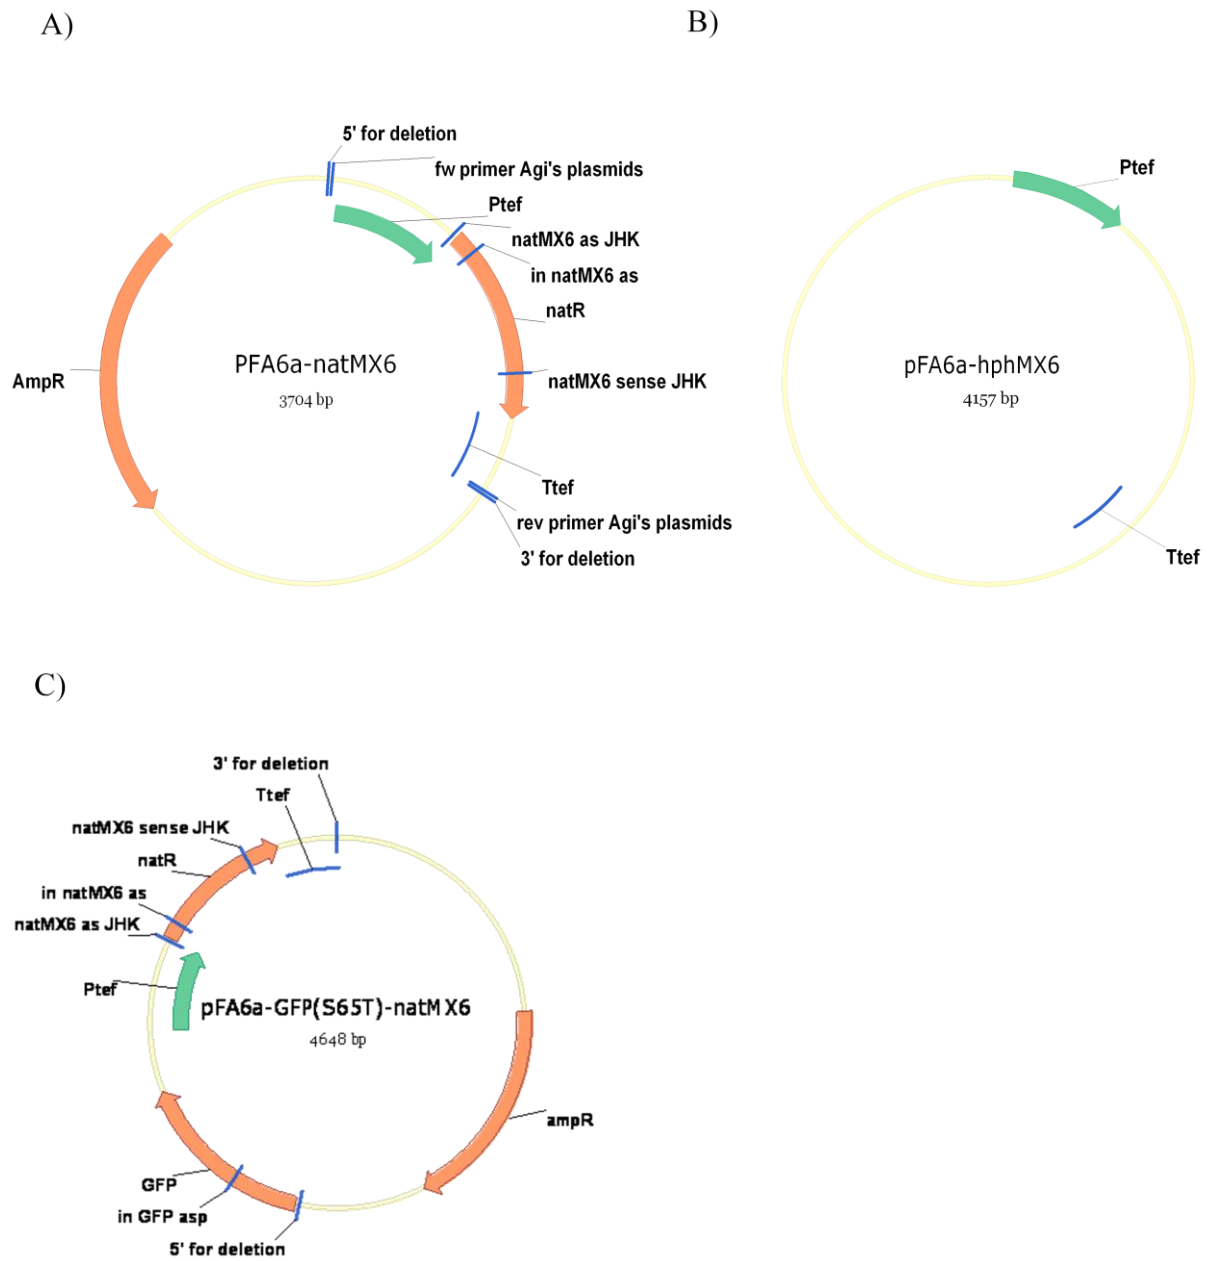 A)
B)
5' for deletion
fw primer Agi's plasmids
Ptef
natMX6 as JHK
in natMX6 as
natR
PFA6a-natMX6
3704 bp
AmpR
natMX6 sense JHK
Ttef
rev primer Agi's plasmids
3' for deletion
Ptef
pFA6a-hphMX6
4157 bp
Ttef
C)
3' for deletion
Ttef
natMX6 sense JHK
natR
in natMX6 as
natMX6 as JHK
Ptef
pFA6a-GFP(S65T)-natMX6
4648 bp
ampR
GFP
in GFP asp
5' for deletion